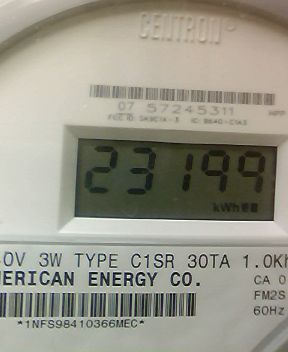 CENTRON
07 57245311
23199
kWh
0V 3W TYPE C1SR 30TA 1.0Kh
MERICAN ENERGY CO.
CA 0
FM2S
60Hz
*1NFS98410366MEC*